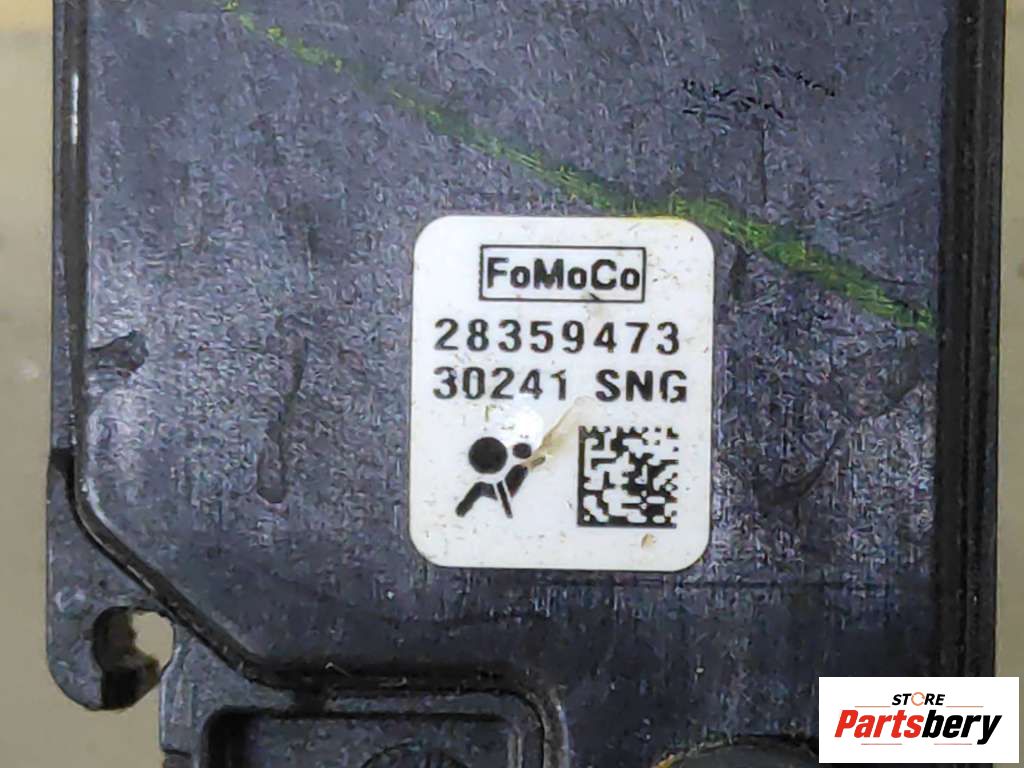 FoMoCo
28359473
30241 SNG
STORE
Partsbery